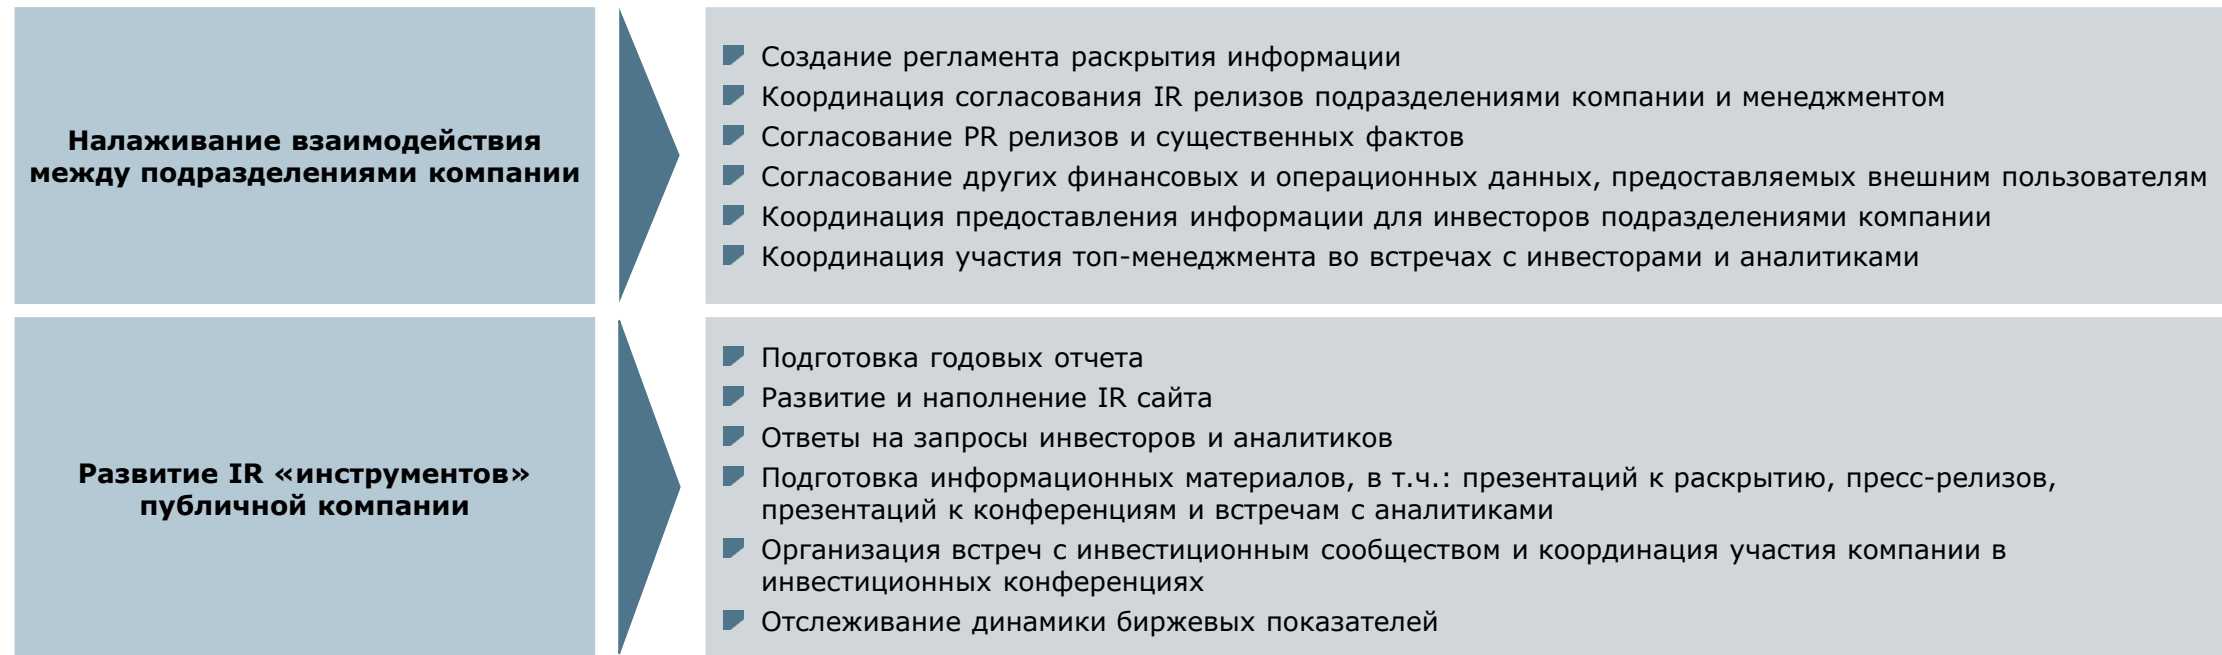 Налаживание взаимодействия
между подразделениями компании
Создание регламента раскрытия информации
Координация согласования IR релизов подразделениями компании и менеджментом
Согласование PR релизов и существенных фактов
Согласование других финансовых и операционных данных, предоставляемых внешним пользователям
Координация предоставления информации для инвесторов подразделениями компании
Координация участия топ-менеджмента во встречах с инвесторами и аналитиками
Развитие IR «инструментов»
публичной компании
Подготовка годовых отчета
Развитие и наполнение IR сайта
Ответы на запросы инвесторов и аналитиков
Подготовка информационных материалов, в т.ч.: презентаций к раскрытию, пресс-релизов,
презентаций к конференциям и встречам с аналитиками
Организация встреч с инвестиционным сообществом и координация участия компании в
инвестиционных конференциях
Отслеживание динамики биржевых показателей